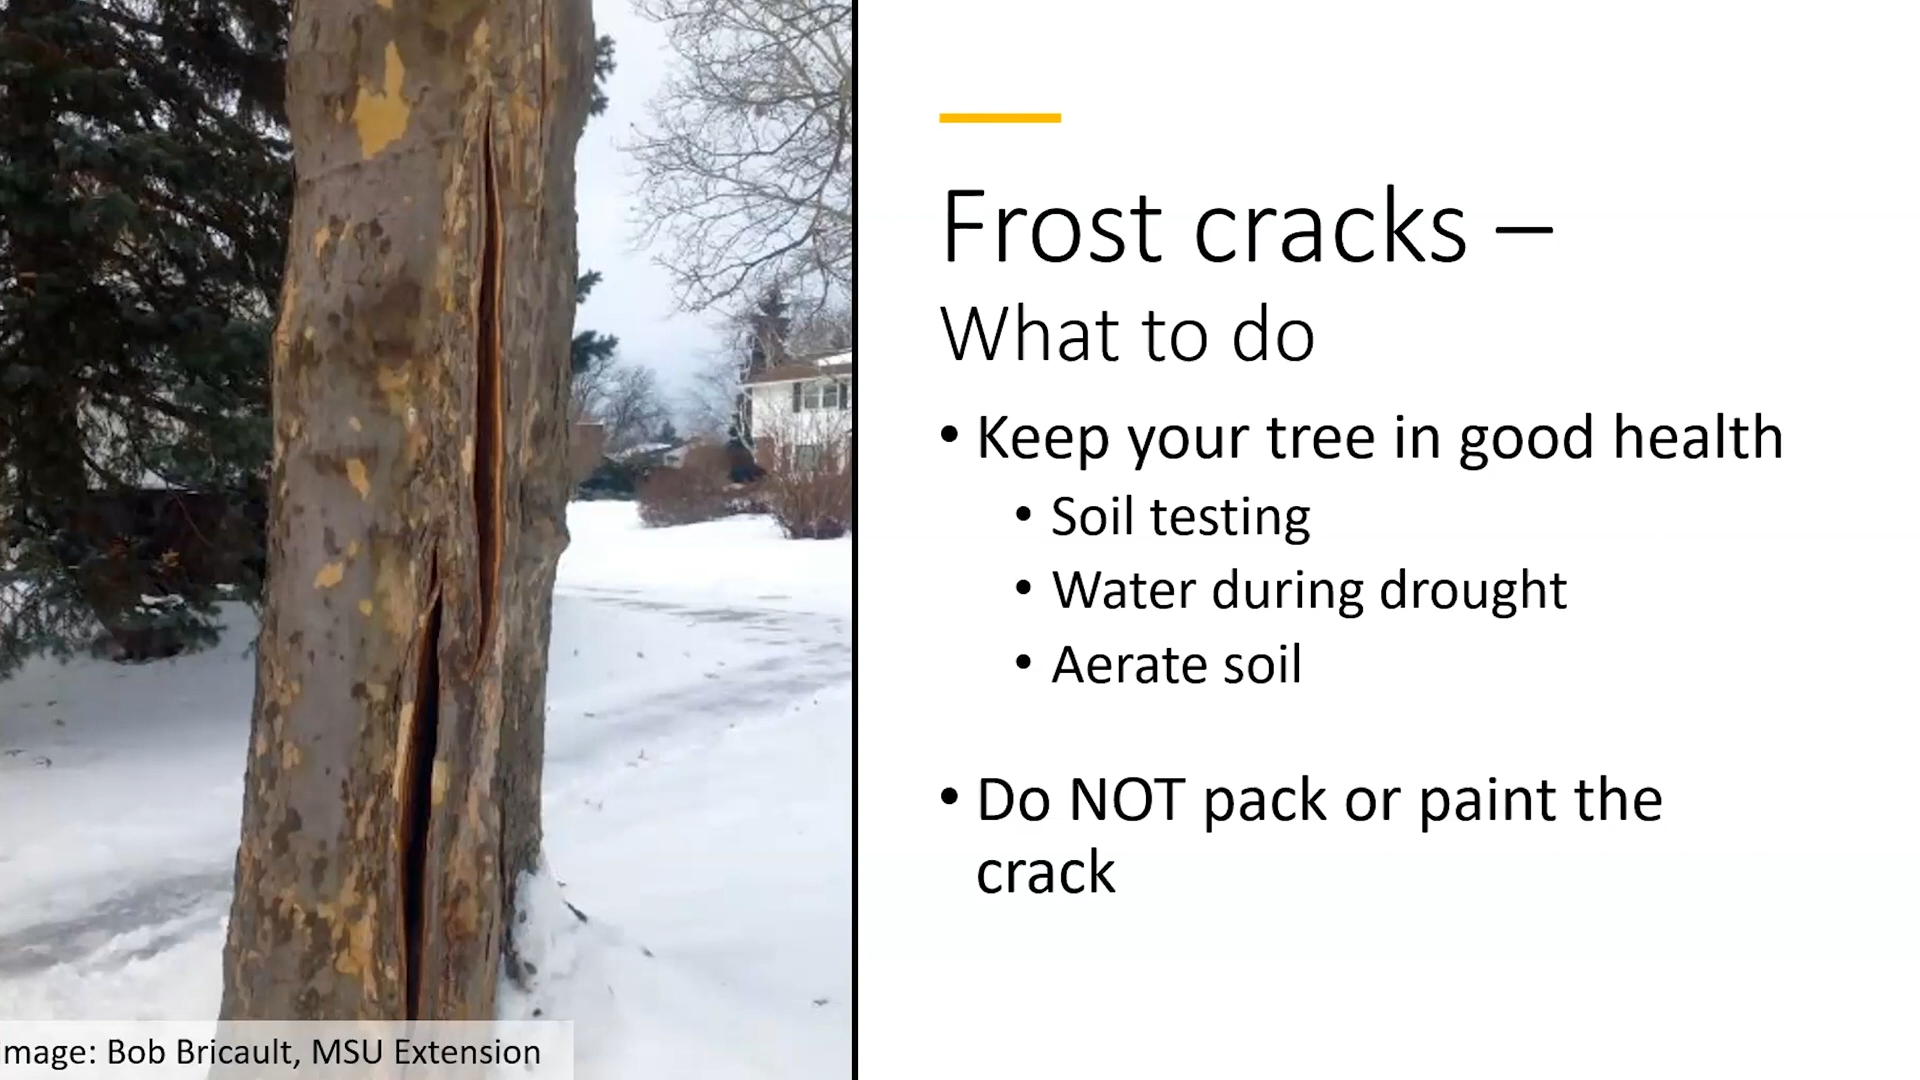 Frost cracks –
What to do
• Keep your tree in good health
• Soil testing
• Water during drought
• Aerate soil
• Do NOT pack or paint the
crack
mage: Bob Bricault, MSU Extension